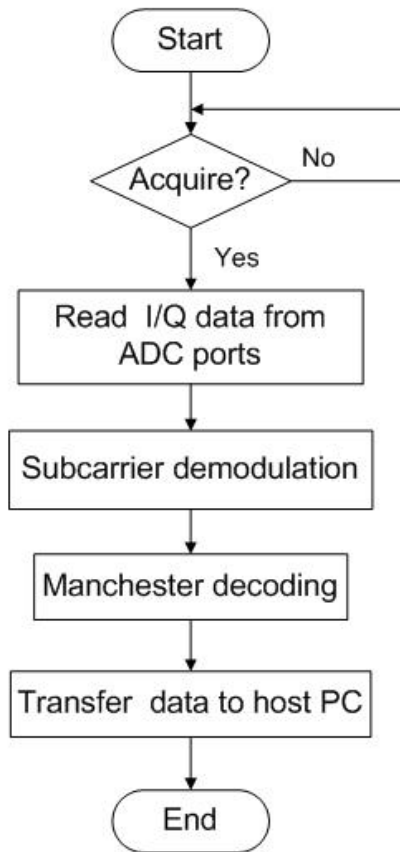 Start
Acquire?
No
Yes
Read I/Q data from
ADC ports
Subcarrier demodulation
Manchester decoding
Transfer data to host PC
End